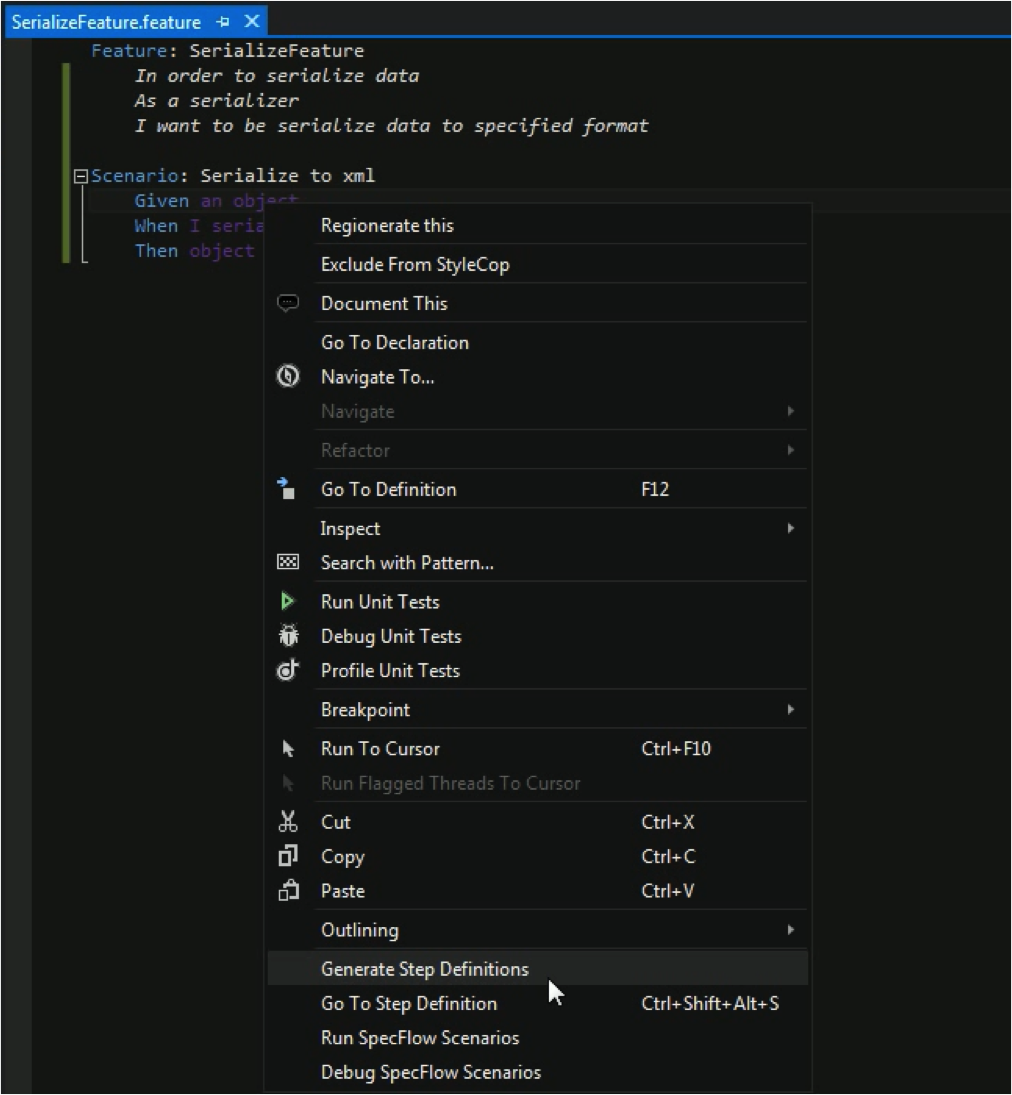 SerializeFeature.feature
Feature: SerializeFeature
In order to serialize data
As a serializer
I want to be serialize data to specified format
Scenario: Serialize to xml
Given an object
When I seria
Then object
Regionerate this
Exclude From StyleCop
Document This
Go To Declaration
Navigate To...
Navigate
Refactor
Go To Definition F12
Inspect
Search with Pattern...
Run Unit Tests
Debug Unit Tests
Profile Unit Tests
Breakpoint
Run To Cursor Ctrl+F10
Run Flagged Threads To Cursor
Cut Ctrl+X
Copy Ctrl+C
Paste Ctrl+V
Outlining
Generate Step Definitions
Go To Step Definition Ctrl+Shift+Alt+S
Run SpecFlow Scenarios
Debug SpecFlow Scenarios